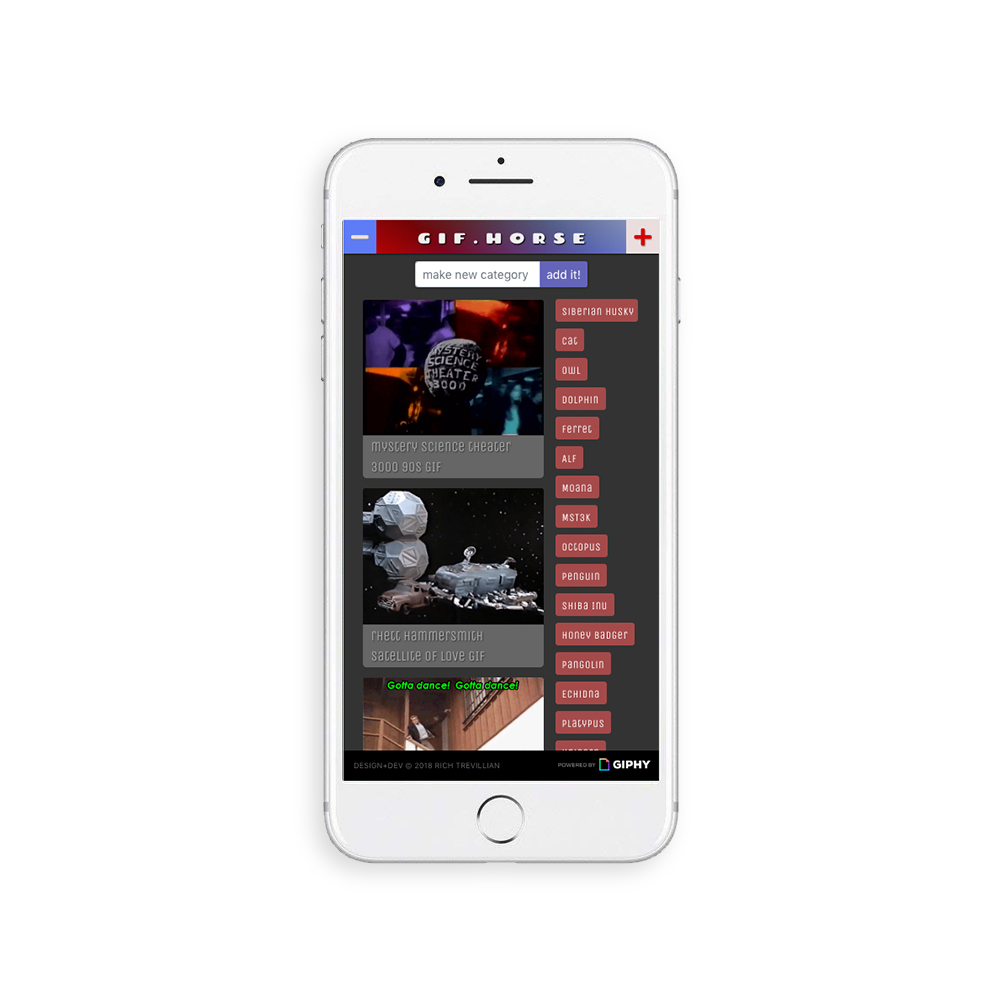 GIF.HORSE
make new category add it!
MYSTERY
SCIENCE
THEATER
3000
mystery science theater
3000 90s GIF
rhett hammersmith
satellite of love GIF
Gotta dance! Gotta dance!
Siberian Husky
Cat
Owl
Dolphin
Ferret
ALF
Moana
MST3K
Octopus
Penguin
Shiba Inu
Honey Badger
Pangolin
Echidna
Platypus
DESIGN+DEV © 2018 RICH TREVILLIAN
POWERED BY GIPHY